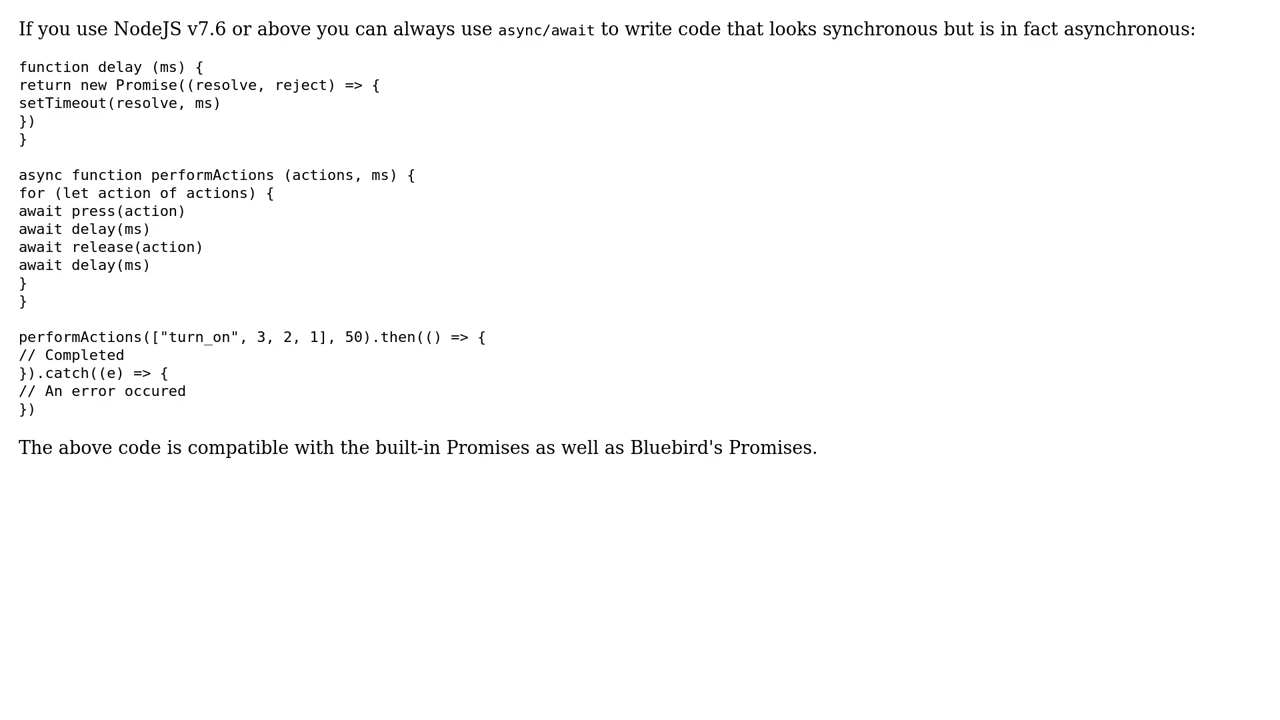 If you use NodeJS v7.6 or above you can always use async/await to write code that looks synchronous but is in fact asynchronous:
function delay (ms) {
return new Promise((resolve, reject) => {
setTimeout(resolve, ms)
})
}
async function performActions (actions, ms) {
for (let action of actions) {
await press(action)
await delay(ms)
await release(action)
await delay(ms)
}
}
performActions(["turn_on", 3, 2, 1], 50).then(() => {
// Completed
}).catch((e) => {
// An error occured
})
The above code is compatible with the built-in Promises as well as Bluebird's Promises.